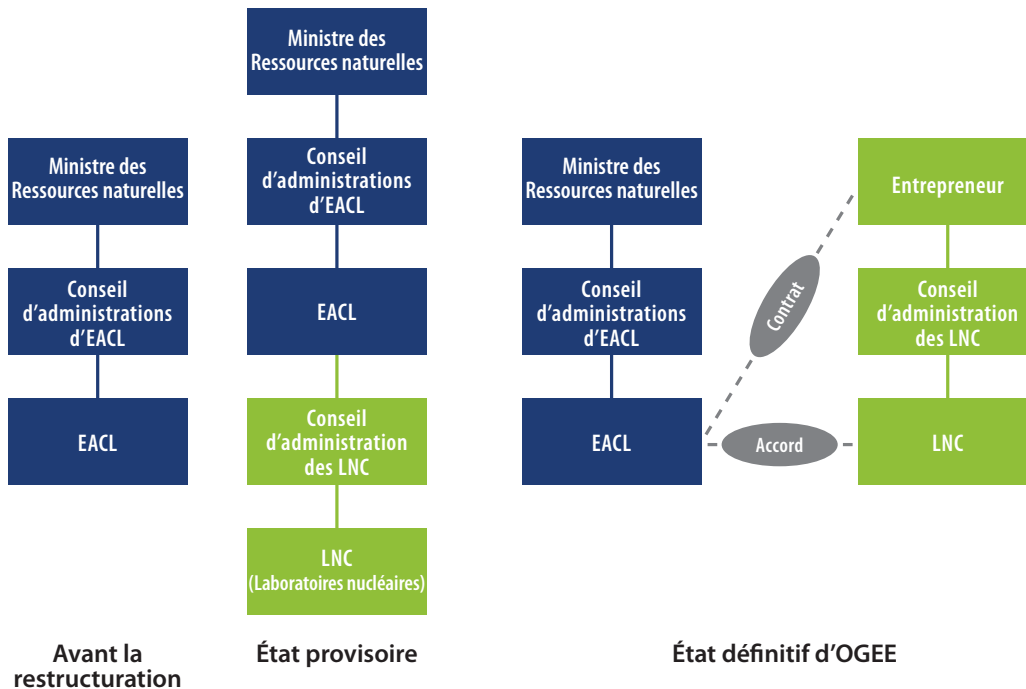 Avant la
restructuration
Ministre des
Ressources naturelles
Conseil
d'administrations
d'EACL
EACL
État provisoire
Ministre des
Ressources naturelles
Conseil
d'administrations
d'EACL
EACL
Conseil
d'administration
des LNC
LNC
(Laboratoires nucléaires)
État définitif d'OGEE
Ministre des
Ressources naturelles
Conseil
d'administrations
d'EACL
EACL
Contrat
Accord
Entrepreneur
Conseil
d'administration
des LNC
LNC